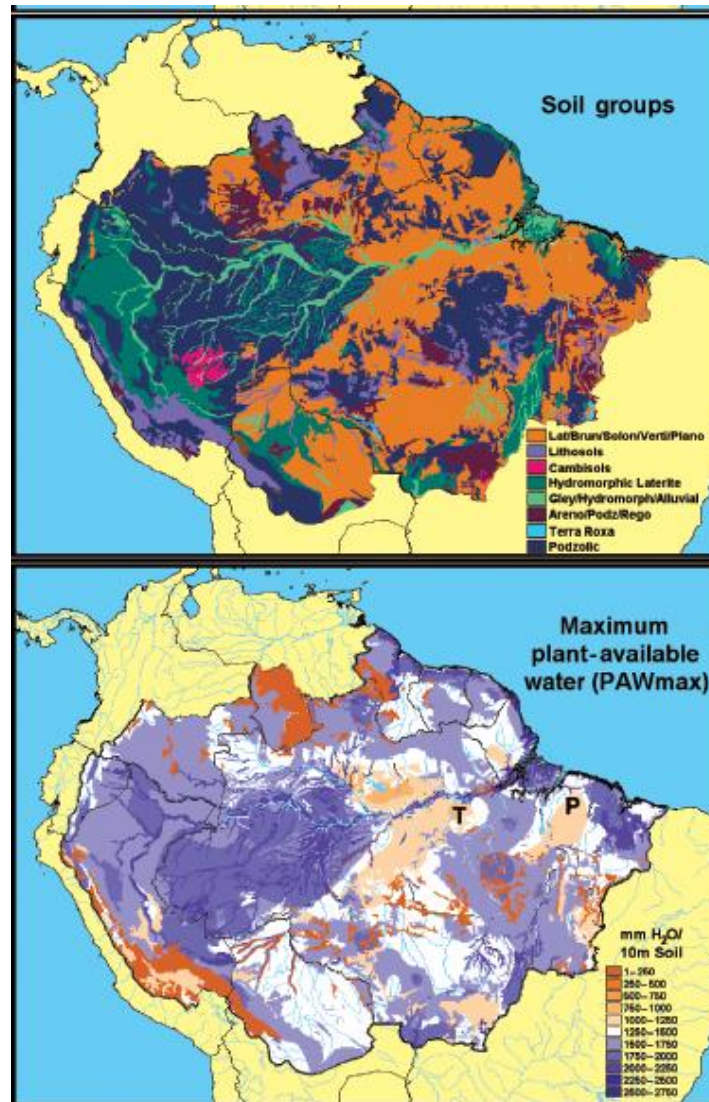 Soil groups
Lat/Brun/Solon/Verti/Plano
Lithosols
Cambisols
Hydromorphic Laterite
Gley/Hydromorph/Alluvial
Areno/Podz/Rego
Terra Roxa
Podzolic
Maximum
plant-available
water (PAWmax)
T
P
mm H₂O/
10m Soil
1–250
250–500
500–750
750–1000
1000–1250
1250–1500
1500–1750
1750–2000
2000–2250
2250–2500
2500–2750